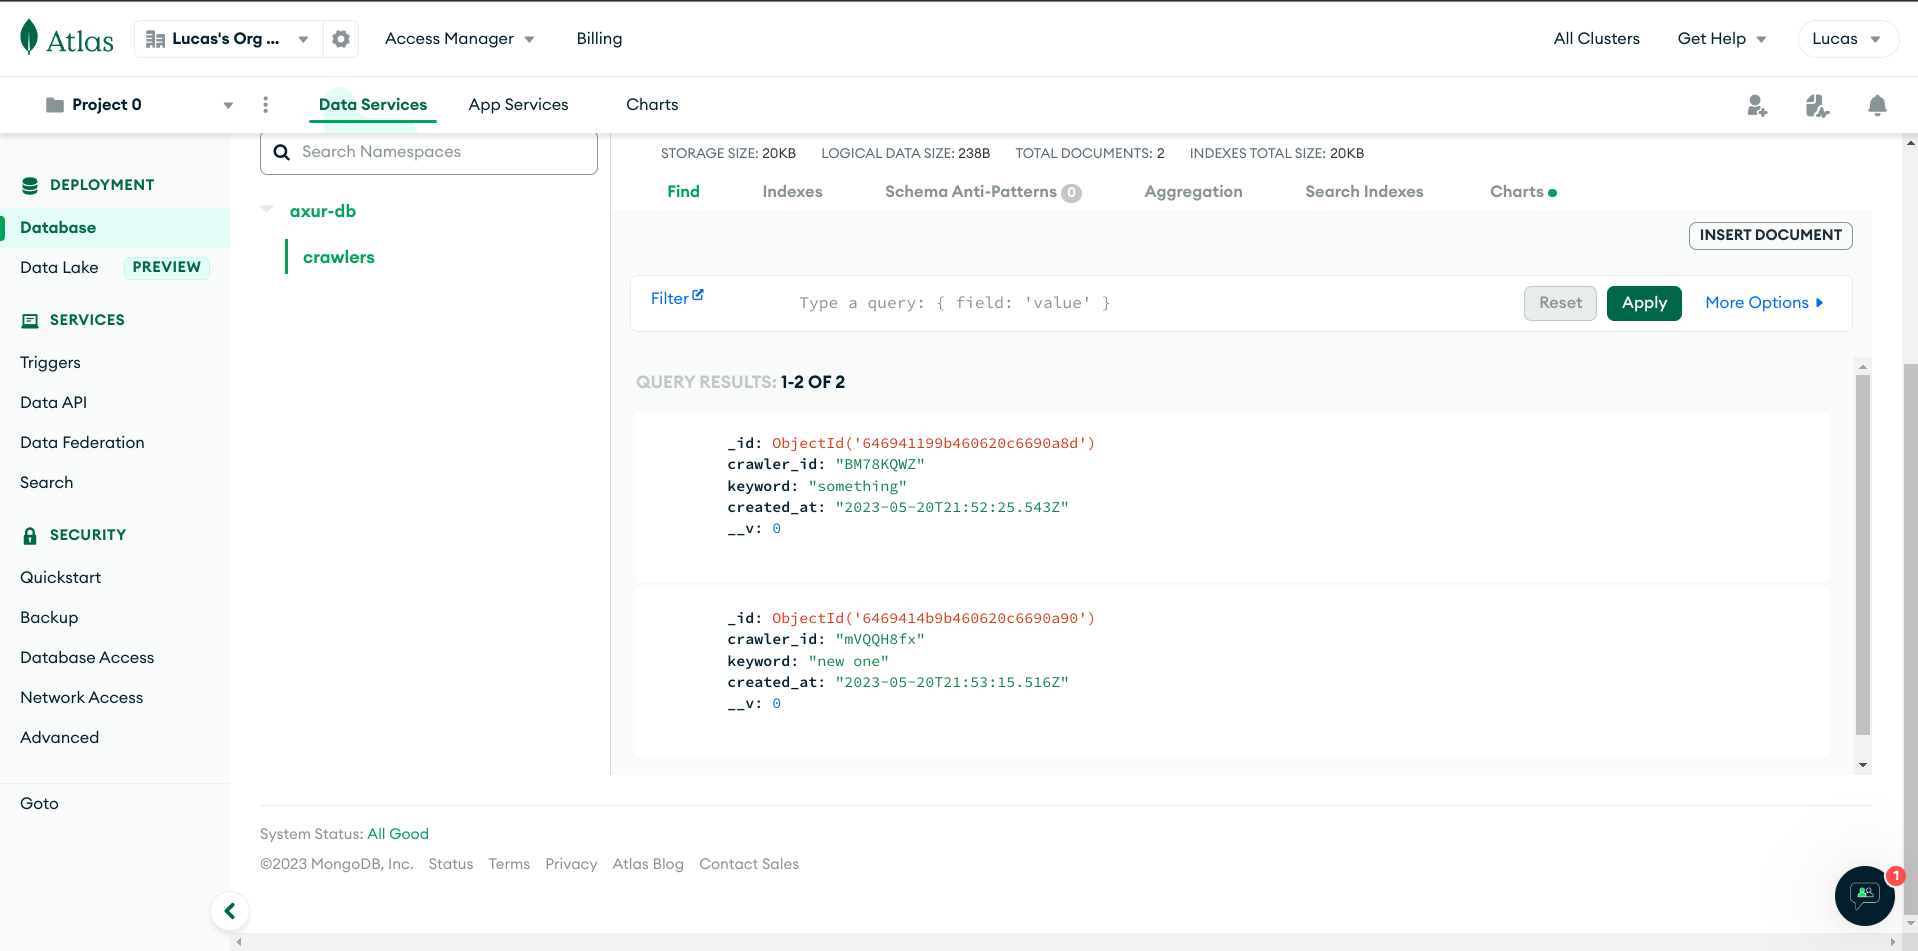 Atlas
Lucas's Org ...
Access Manager
Billing
All Clusters
Get Help
Lucas
Project 0
Data Services
App Services
Charts
DEPLOYMENT
Database
Data Lake PREVIEW
SERVICES
Triggers
Data API
Data Federation
Search
SECURITY
Quickstart
Backup
Database Access
Network Access
Advanced
Goto
Search Namespaces
axur-db
crawlers
STORAGE SIZE: 20KB LOGICAL DATA SIZE: 238B TOTAL DOCUMENTS: 2 INDEXES TOTAL SIZE: 20KB
Find Indexes Schema Anti-Patterns 0 Aggregation Search Indexes Charts
INSERT DOCUMENT
Filter Type a query: { field: 'value' } Reset Apply More Options
QUERY RESULTS: 1-2 OF 2
_id: ObjectId('646941199b460620c6690a8d')
crawler_id: "BM78KQWZ"
keyword: "something"
created_at: "2023-05-20T21:52:25.543Z"
__v: 0
_id: ObjectId('6469414b9b460620c6690a90')
crawler_id: "mVQQH8fx"
keyword: "new one"
created_at: "2023-05-20T21:53:15.516Z"
__v: 0
System Status: All Good
©2023 MongoDB, Inc. Status Terms Privacy Atlas Blog Contact Sales
1